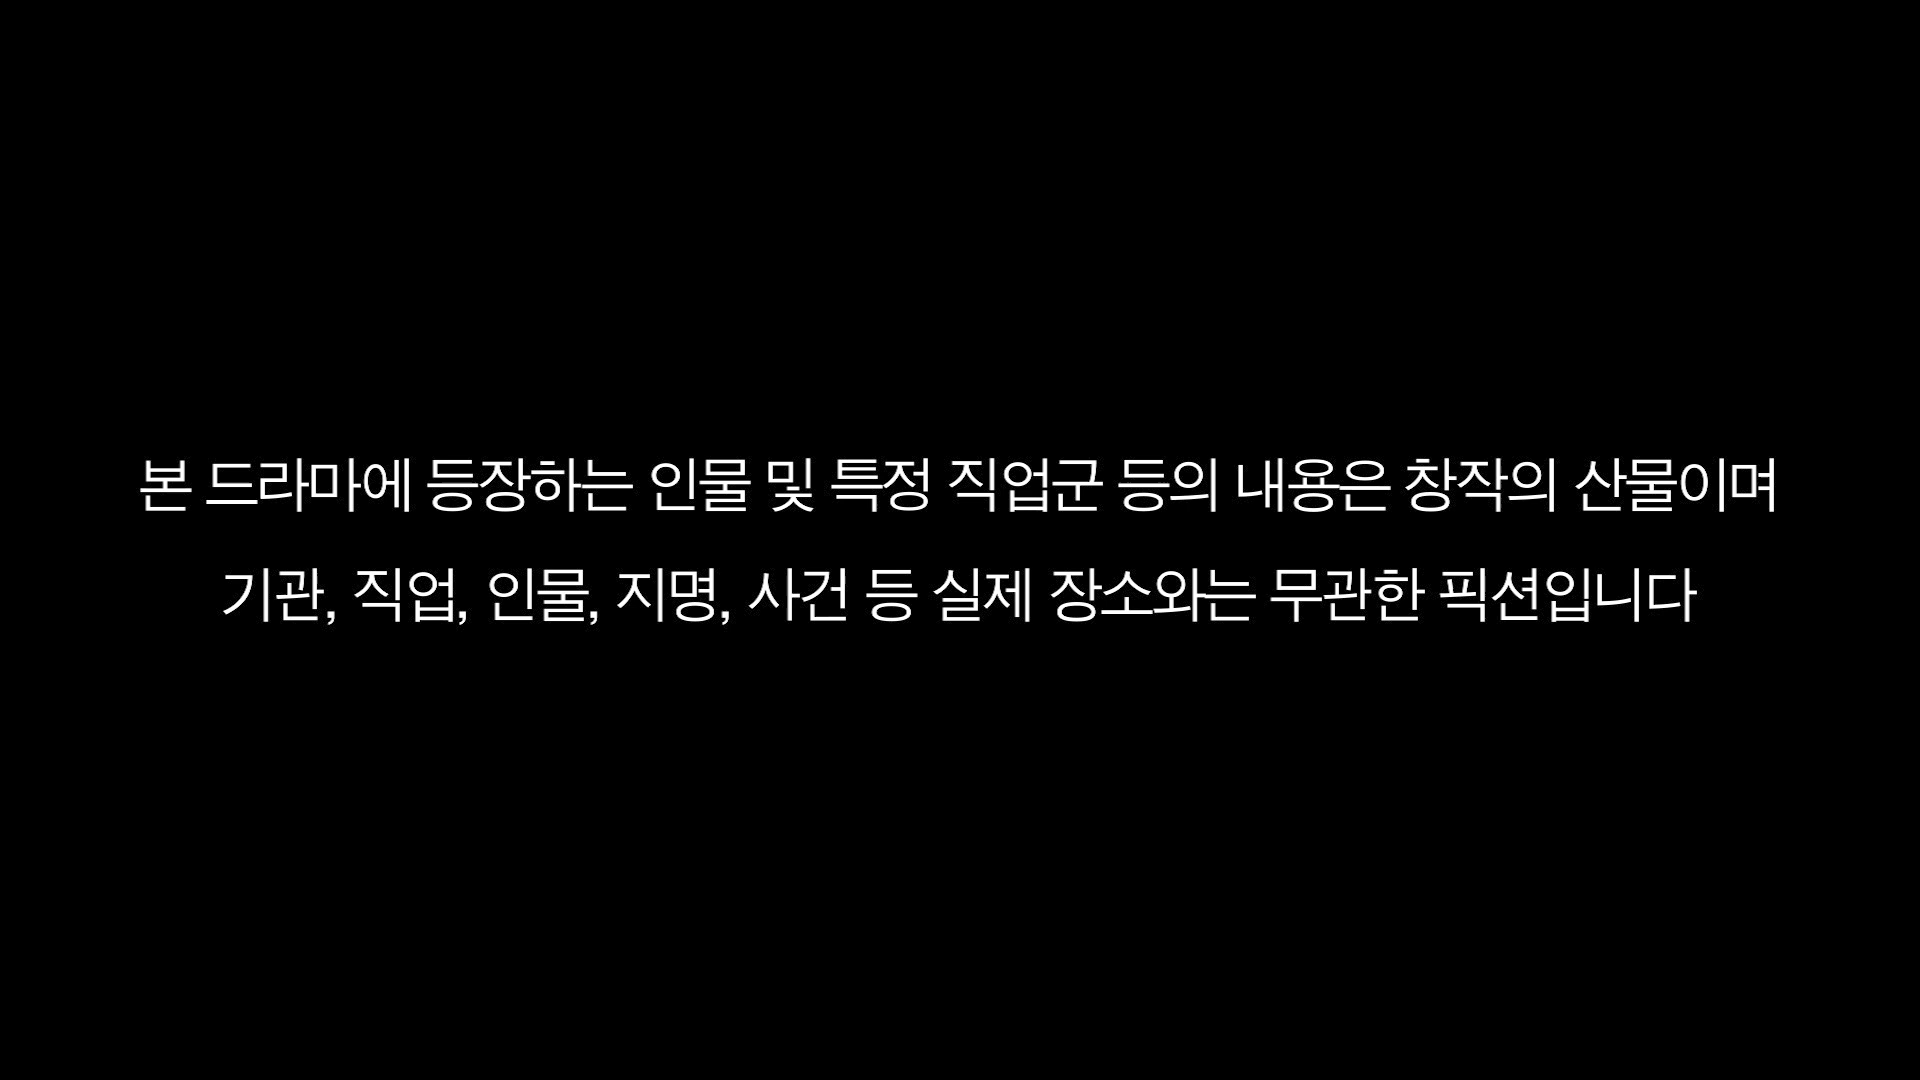 본 드라마에 등장하는 인물 및 특정 직업군 등의 내용은 창작의 산물이며
기관, 직업, 인물, 지명, 사건 등 실제 장소와는 무관한 픽션입니다